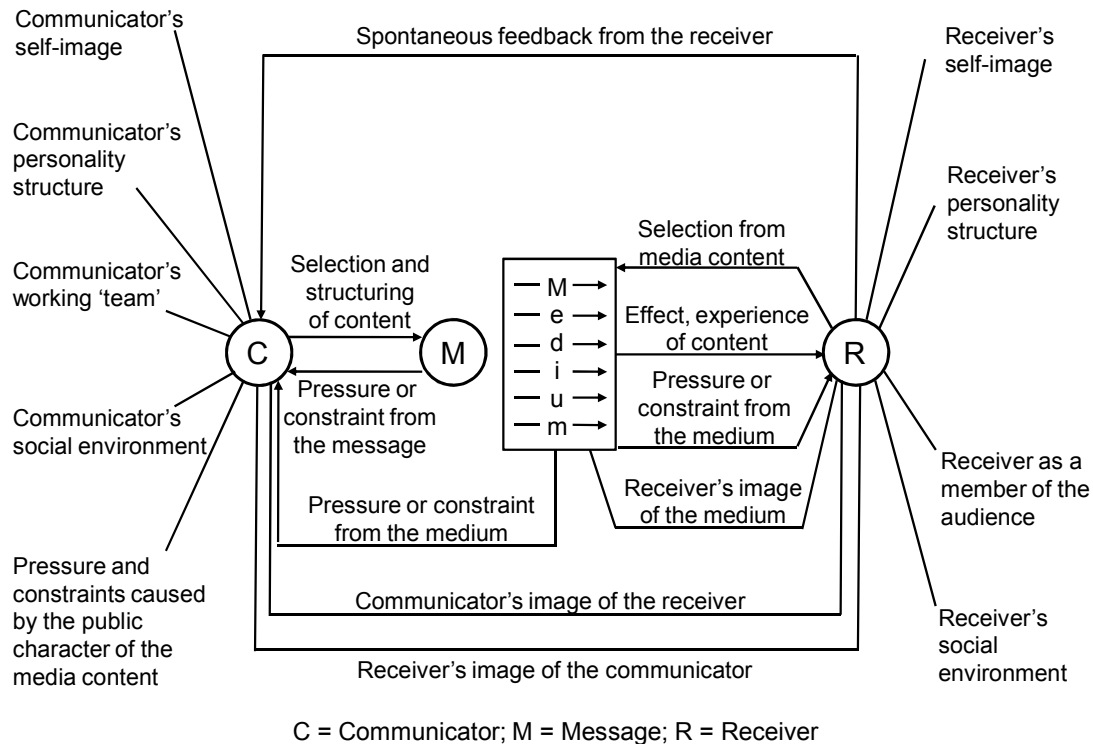 Communicator’s
self-image
Spontaneous feedback from the receiver
Receiver’s
self-image
Communicator’s
personality
structure
Receiver’s
personality
structure
Communicator’s
working ‘team’
Selection and
structuring
of content
Selection from
media content
M
e
d
i
u
m
Effect, experience
of content
C
M
R
Pressure or
constraint from
the message
Pressure or
constraint from
the medium
Communicator’s
social environment
Receiver’s image
of the medium
Receiver as a
member of the
audience
Pressure or constraint
from the medium
Pressure and
constraints caused
by the public
character of the
media content
Communicator’s image of the receiver
Receiver’s
social
environment
Receiver’s image of the communicator
C = Communicator; M = Message; R = Receiver